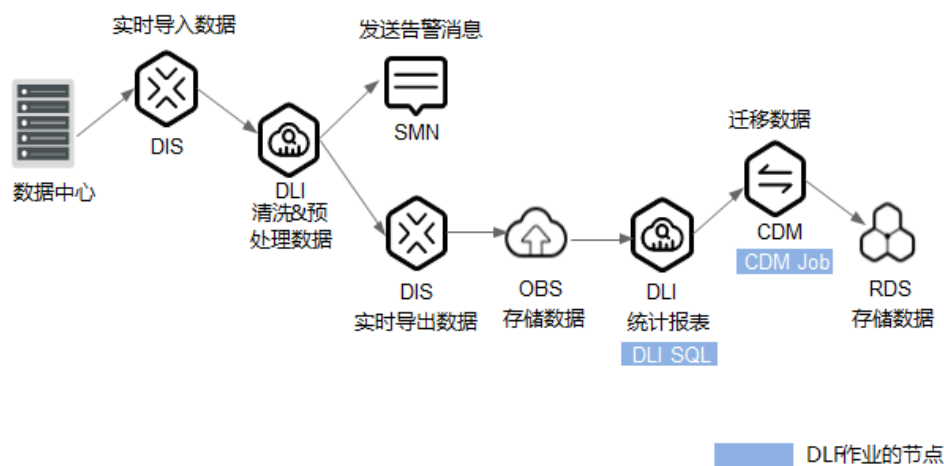 实时导入数据
发送告警消息
DIS
SMN
迁移数据
数据中心
DLI
清洗&预
处理数据
CDM
CDM Job
DIS
实时导出数据
OBS
存储数据
DLI
统计报表
DLI SQL
RDS
存储数据
DLF作业的节点